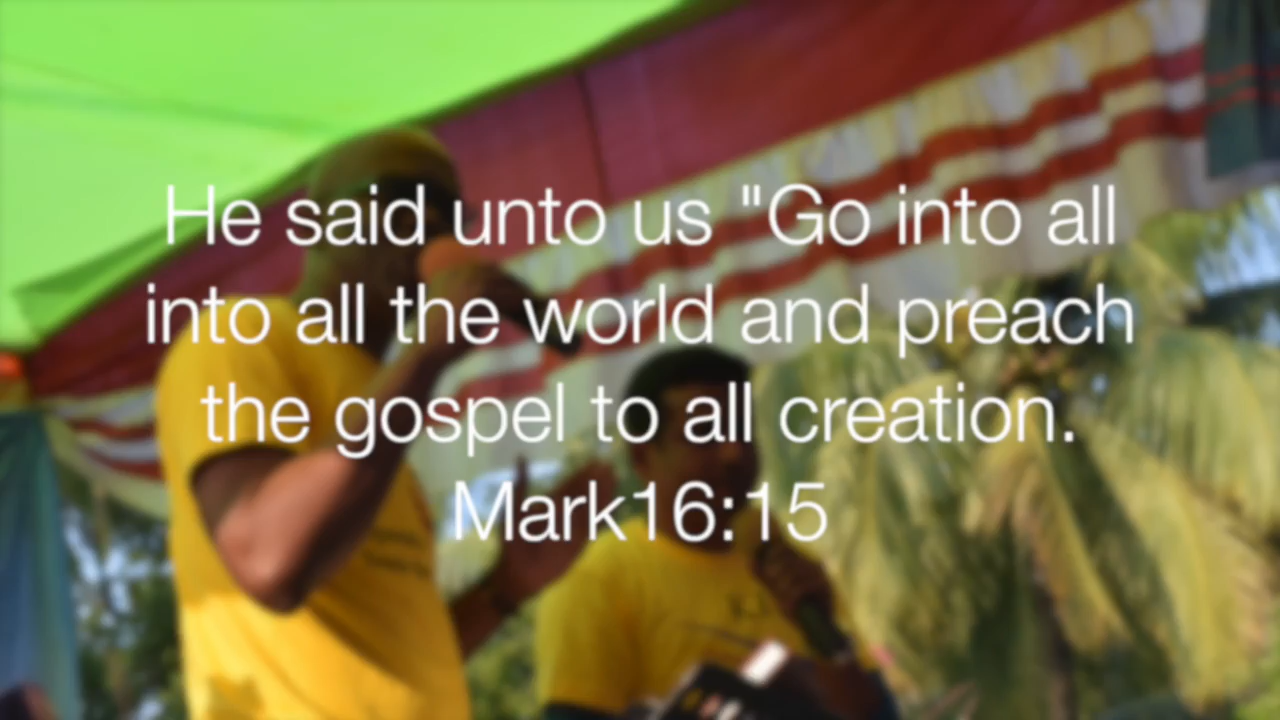 He said unto us "Go into all
into all the world and preach
the gospel to all creation.
Mark16:15